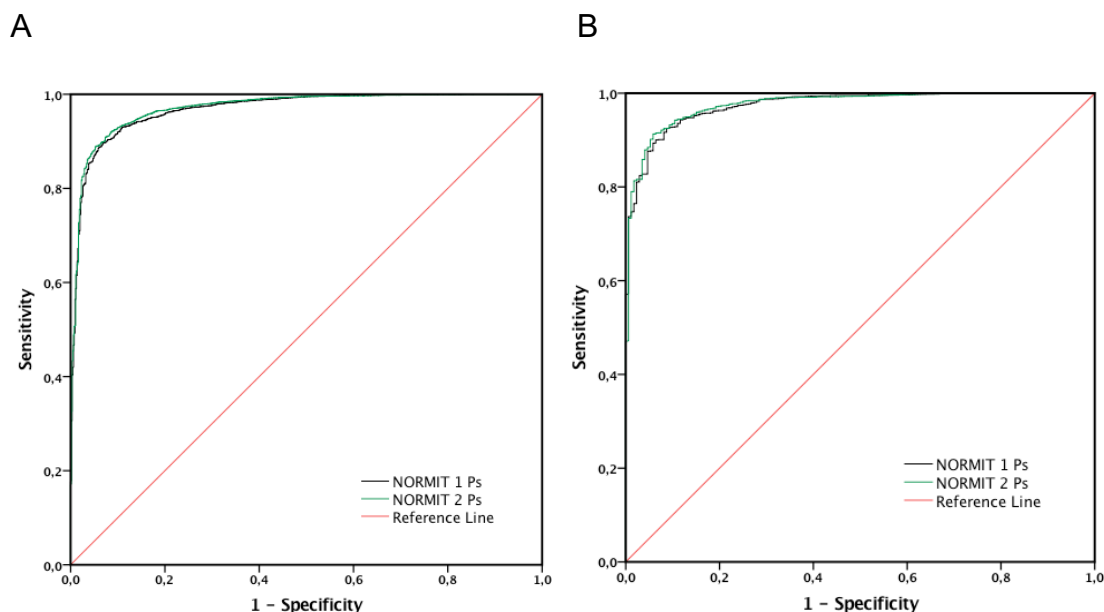 A
B
1,0
0,8
0,6
0,4
0,2
0,0
Sensitivity
NORMIT 1 Ps
NORMIT 2 Ps
Reference Line
0,0 0,2 0,4 0,6 0,8 1,0
1 – Specificity
1,0
0,8
0,6
0,4
0,2
0,0
Sensitivity
NORMIT 1 Ps
NORMIT 2 Ps
Reference Line
0,0 0,2 0,4 0,6 0,8 1,0
1 – Specificity